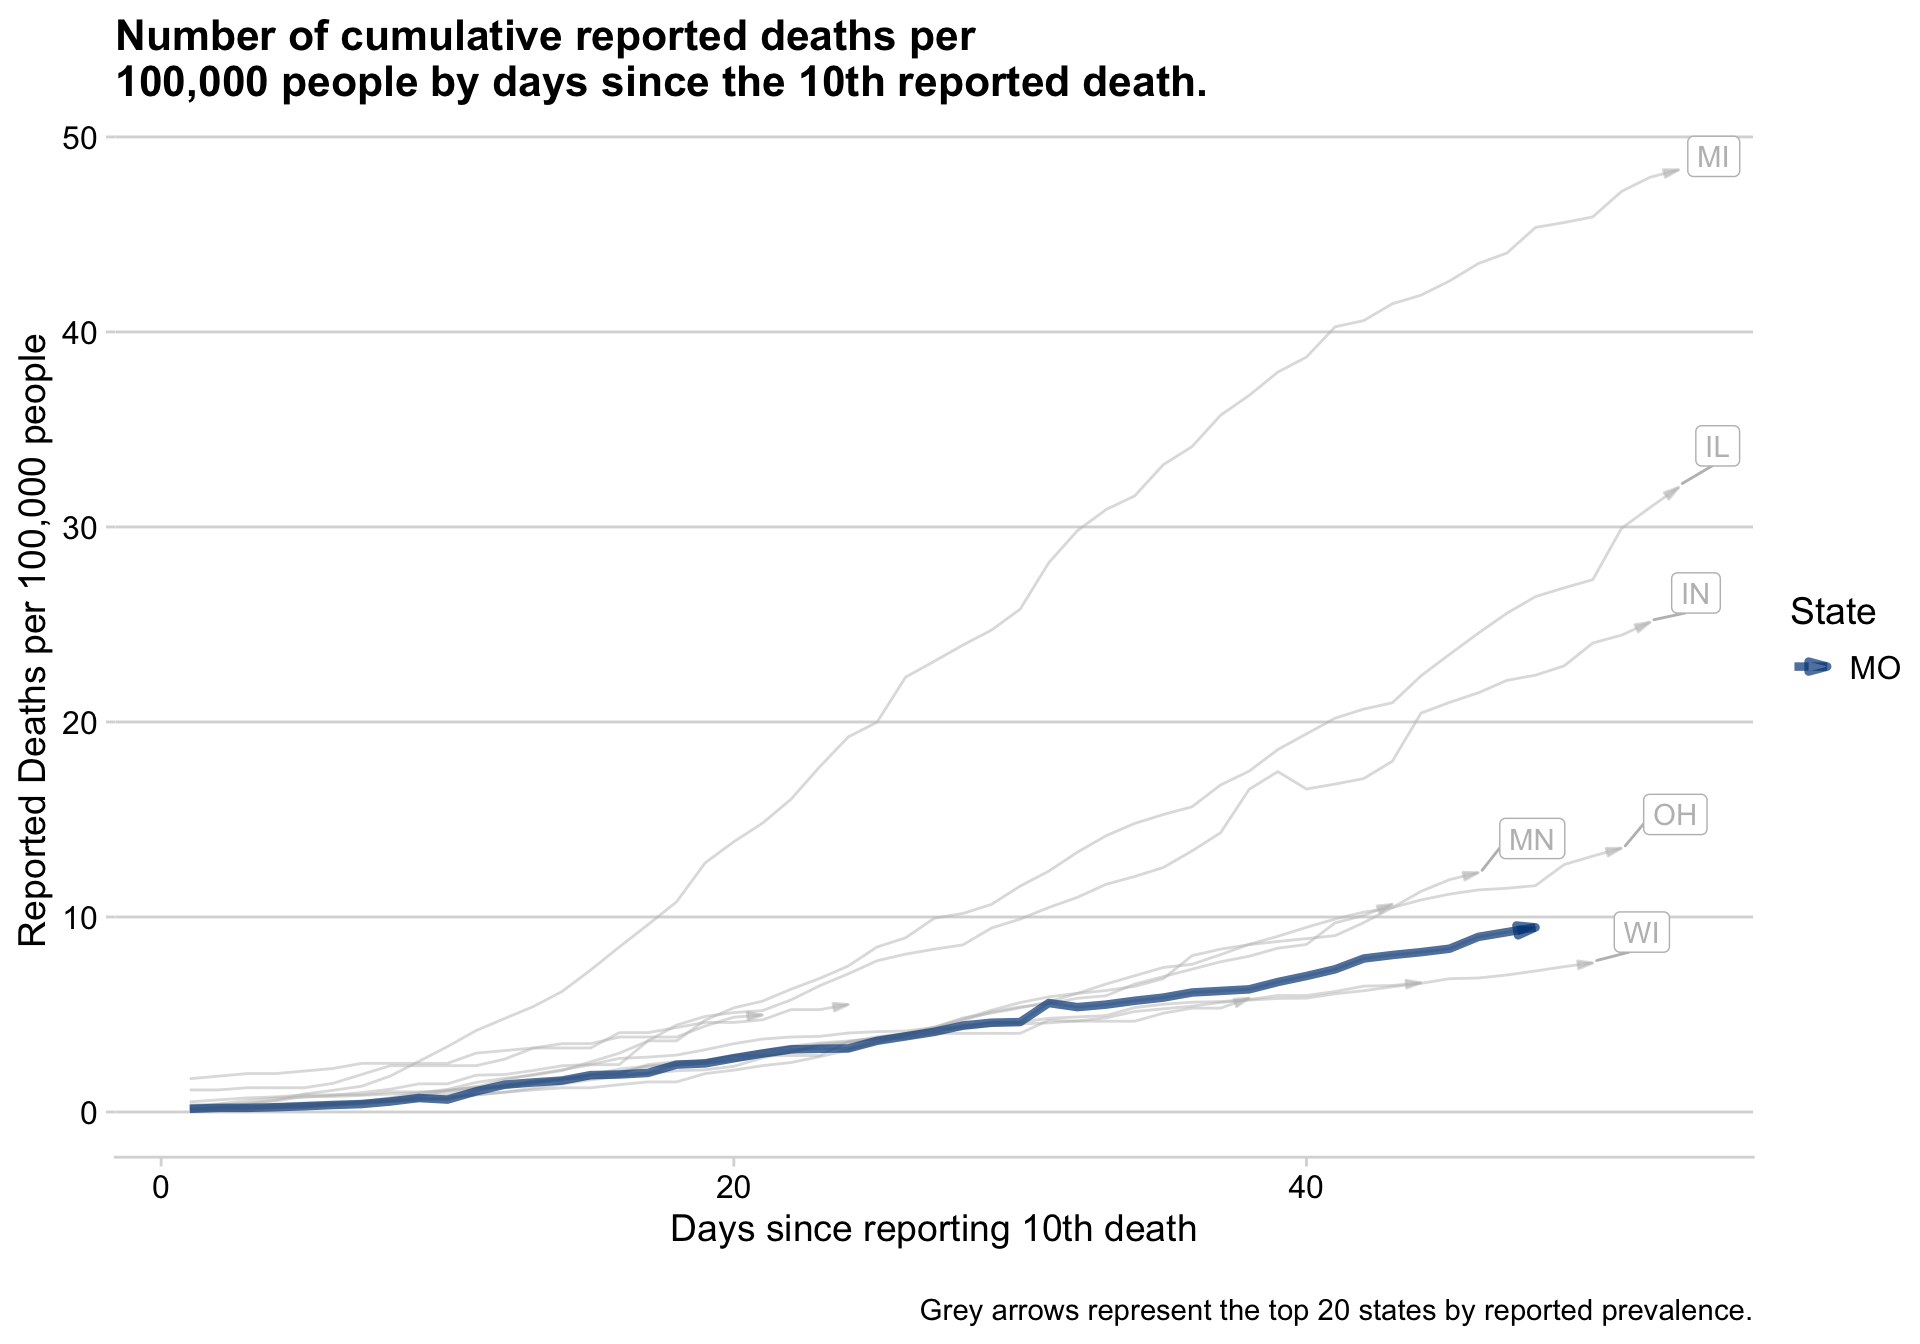 Number of cumulative reported deaths per
100,000 people by days since the 10th reported death.
Reported Deaths per 100,000 people
50
40
30
20
10
0
MI
IL
IN
OH
MN
WI
State
MO
0
20
40
Days since reporting 10th death
Grey arrows represent the top 20 states by reported prevalence.